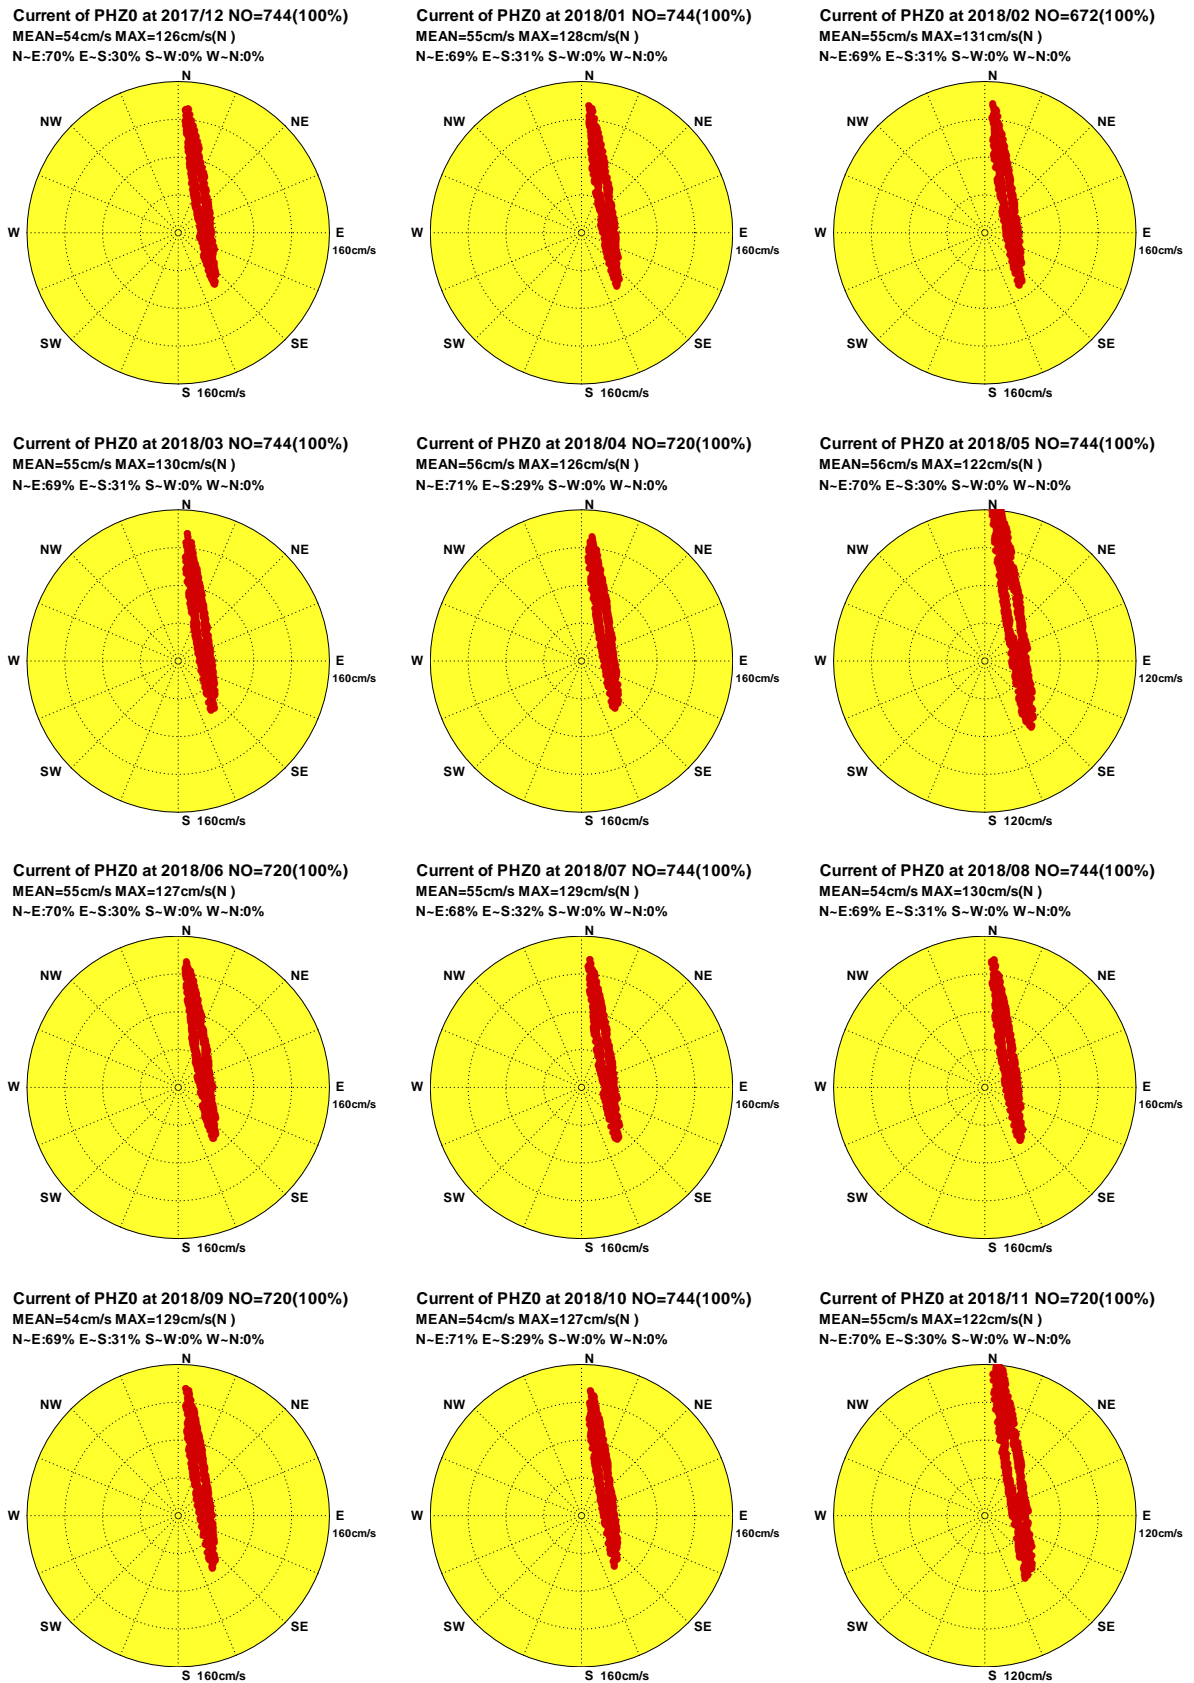 Current of PHZ0 at 2017/12 NO=744(100%)
MEAN=54cm/s MAX=126cm/s(N )
N~E:70% E~S:30% S~W:0% W~N:0%
N
NW
NE
W
E
160cm/s
SW
SE
S 160cm/s
Current of PHZ0 at 2018/01 NO=744(100%)
MEAN=55cm/s MAX=128cm/s(N )
N~E:69% E~S:31% S~W:0% W~N:0%
N
NW
NE
W
E
160cm/s
SW
SE
S 160cm/s
Current of PHZ0 at 2018/02 NO=672(100%)
MEAN=55cm/s MAX=131cm/s(N )
N~E:69% E~S:31% S~W:0% W~N:0%
N
NW
NE
W
E
160cm/s
SW
SE
S 160cm/s
Current of PHZ0 at 2018/03 NO=744(100%)
MEAN=55cm/s MAX=130cm/s(N )
N~E:69% E~S:31% S~W:0% W~N:0%
N
NW
NE
W
E
160cm/s
SW
SE
S 160cm/s
Current of PHZ0 at 2018/04 NO=720(100%)
MEAN=56cm/s MAX=126cm/s(N )
N~E:71% E~S:29% S~W:0% W~N:0%
N
NW
NE
W
E
160cm/s
SW
SE
S 160cm/s
Current of PHZ0 at 2018/05 NO=744(100%)
MEAN=56cm/s MAX=122cm/s(N )
N~E:70% E~S:30% S~W:0% W~N:0%
N
NW
NE
W
E
120cm/s
SW
SE
S 120cm/s
Current of PHZ0 at 2018/06 NO=720(100%)
MEAN=55cm/s MAX=127cm/s(N )
N~E:70% E~S:30% S~W:0% W~N:0%
N
NW
NE
W
E
160cm/s
SW
SE
S 160cm/s
Current of PHZ0 at 2018/07 NO=744(100%)
MEAN=55cm/s MAX=129cm/s(N )
N~E:68% E~S:32% S~W:0% W~N:0%
N
NW
NE
W
E
160cm/s
SW
SE
S 160cm/s
Current of PHZ0 at 2018/08 NO=744(100%)
MEAN=54cm/s MAX=130cm/s(N )
N~E:69% E~S:31% S~W:0% W~N:0%
N
NW
NE
W
E
160cm/s
SW
SE
S 160cm/s
Current of PHZ0 at 2018/09 NO=720(100%)
MEAN=54cm/s MAX=129cm/s(N )
N~E:69% E~S:31% S~W:0% W~N:0%
N
NW
NE
W
E
160cm/s
SW
SE
S 160cm/s
Current of PHZ0 at 2018/10 NO=744(100%)
MEAN=54cm/s MAX=127cm/s(N )
N~E:71% E~S:29% S~W:0% W~N:0%
N
NW
NE
W
E
160cm/s
SW
SE
S 160cm/s
Current of PHZ0 at 2018/11 NO=720(100%)
MEAN=55cm/s MAX=122cm/s(N )
N~E:70% E~S:30% S~W:0% W~N:0%
N
NW
NE
W
E
120cm/s
SW
SE
S 120cm/s